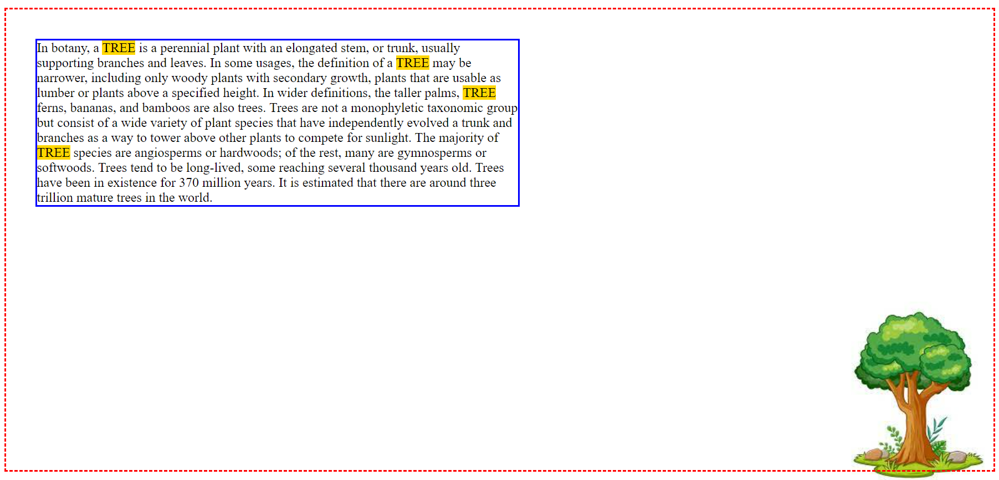 In botany, a TREE is a perennial plant with an elongated stem, or trunk, usually
supporting branches and leaves. In some usages, the definition of a TREE may be
narrower, including only woody plants with secondary growth, plants that are usable as
lumber or plants above a specified height. In wider definitions, the taller palms, TREE
ferns, bananas, and bamboos are also trees. Trees are not a monophyletic taxonomic group
but consist of a wide variety of plant species that have independently evolved a trunk and
branches as a way to tower above other plants to compete for sunlight. The majority of
TREE species are angiosperms or hardwoods; of the rest, many are gymnosperms or
softwoods. Trees tend to be long-lived, some reaching several thousand years old. Trees
have been in existence for 370 million years. It is estimated that there are around three
trillion mature trees in the world.